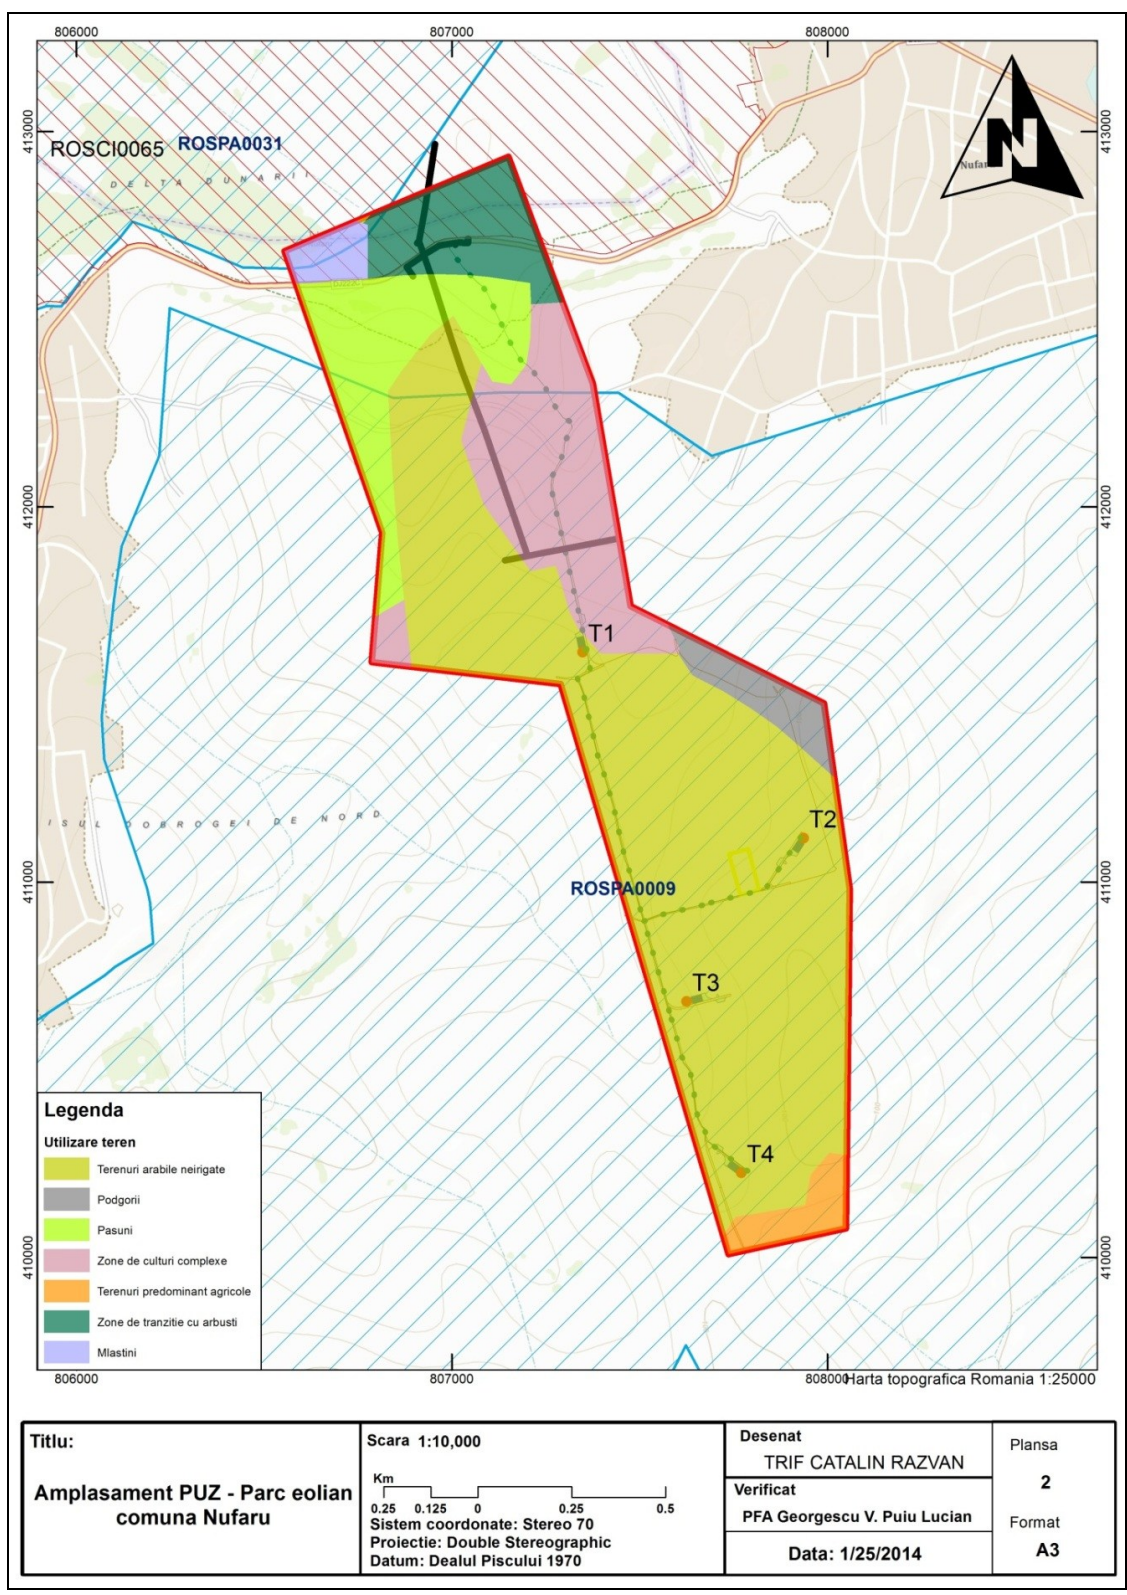 806000 807000 808000
413000 413000
ROSCI0065 ROSPA0031
DELTA DUNARII
N
412000 412000
T1
T2
ISUL DOBROGEI DE NORD
411000 411000
ROSPA0009
T3
T4
410000 410000
Legenda
Utilizare teren
Terenuri arabile neirigate
Podgorii
Pasuni
Zone de culturi complexe
Terenuri predominant agricole
Zone de tranzitie cu arbusti
Mlastini
806000 807000 808000
Harta topografica Romania 1:25000
Titlu:
Amplasament PUZ - Parc eolian
comuna Nufaru
Scara 1:10,000
Km
0.25 0.125 0 0.25 0.5
Sistem coordonate: Stereo 70
Proiectie: Double Stereographic
Datum: Dealul Piscului 1970
Desenat
TRIF CATALIN RAZVAN
Verificat
PFA Georgescu V. Puiu Lucian
Data: 1/25/2014
Plansa
2
Format
A3